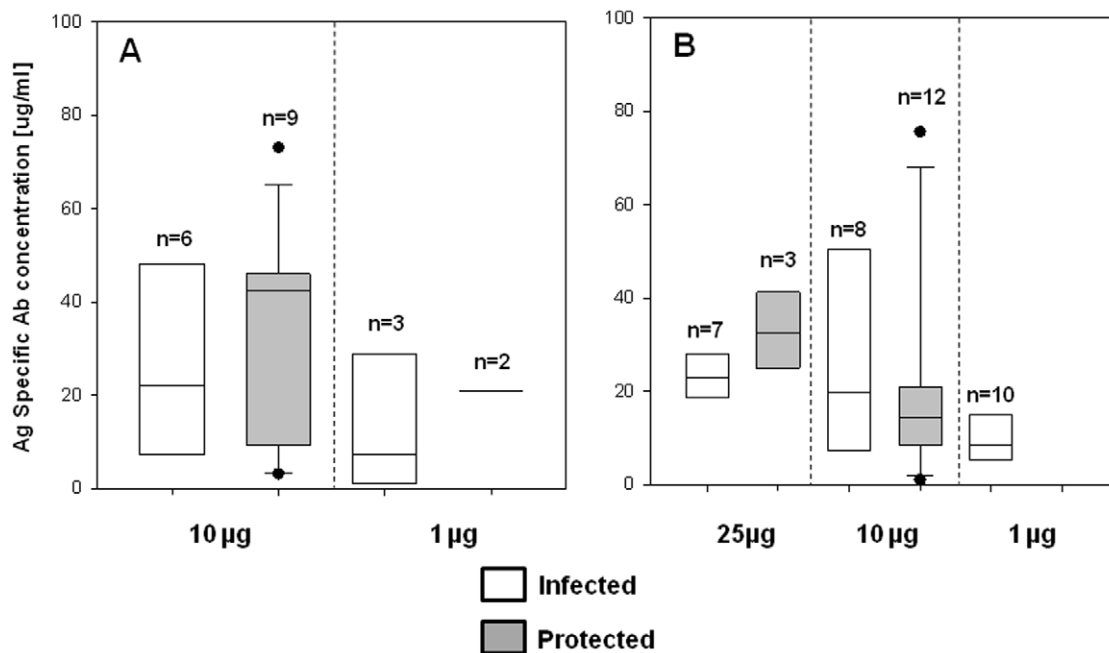 Ag Specific Ab concentration [ug/ml]
A
100
80
60
40
20
0
n=6
n=9
n=3
n=2
10 µg
1 µg
B
100
80
60
40
20
0
n=7
n=3
n=8
n=12
n=10
25µg
10 µg
1 µg
Infected
Protected